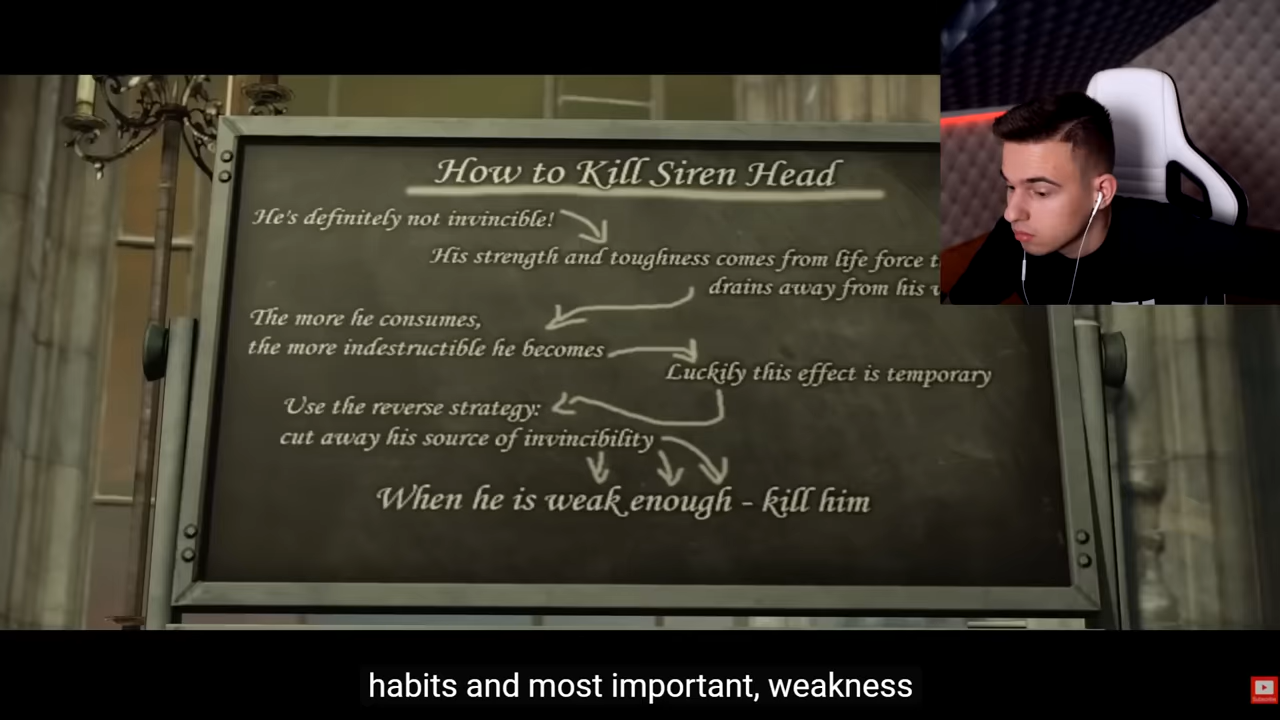 How to Kill Siren Head
He's definitely not invincible!
His strength and toughness comes from life force
drains away from his
The more he consumes,
the more indestructible he becomes
Luckily this effect is temporary
Use the reverse strategy:
cut away his source of invincibility
When he is weak enough - kill him
habits and most important, weakness
Subscribe